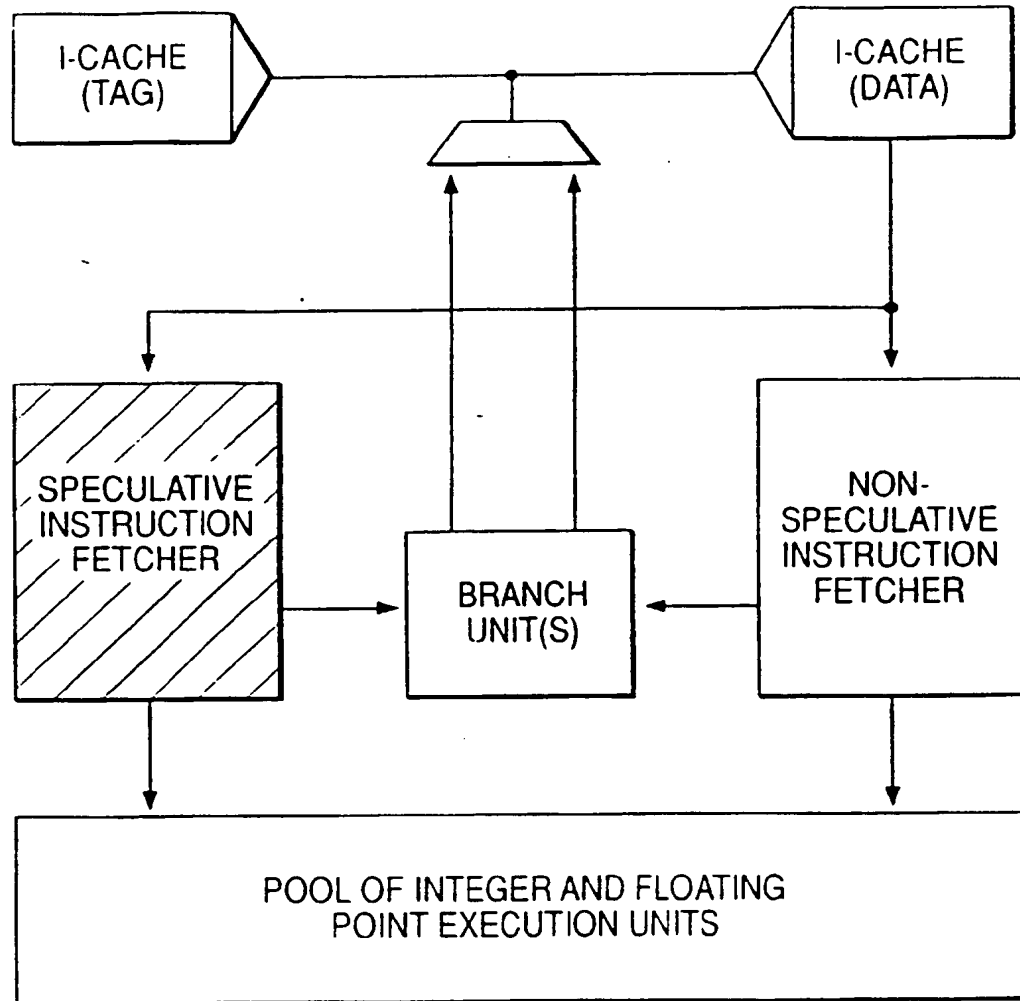 I-CACHE
(TAG)
I-CACHE
(DATA)
SPECULATIVE
INSTRUCTION
FETCHER
BRANCH
UNIT(S)
NON-
SPECULATIVE
INSTRUCTION
FETCHER
POOL OF INTEGER AND FLOATING
POINT EXECUTION UNITS